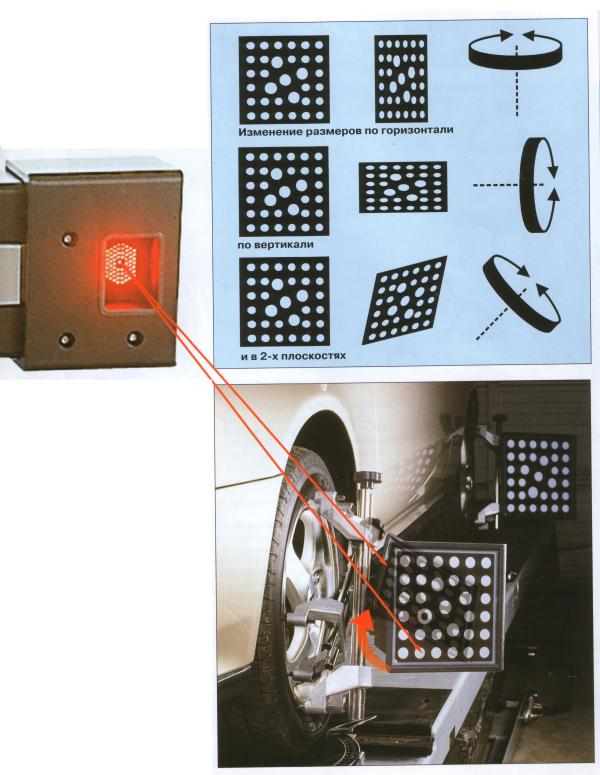 Изменение размеров по горизонтали
по вертикали
и в 2-х плоскостях